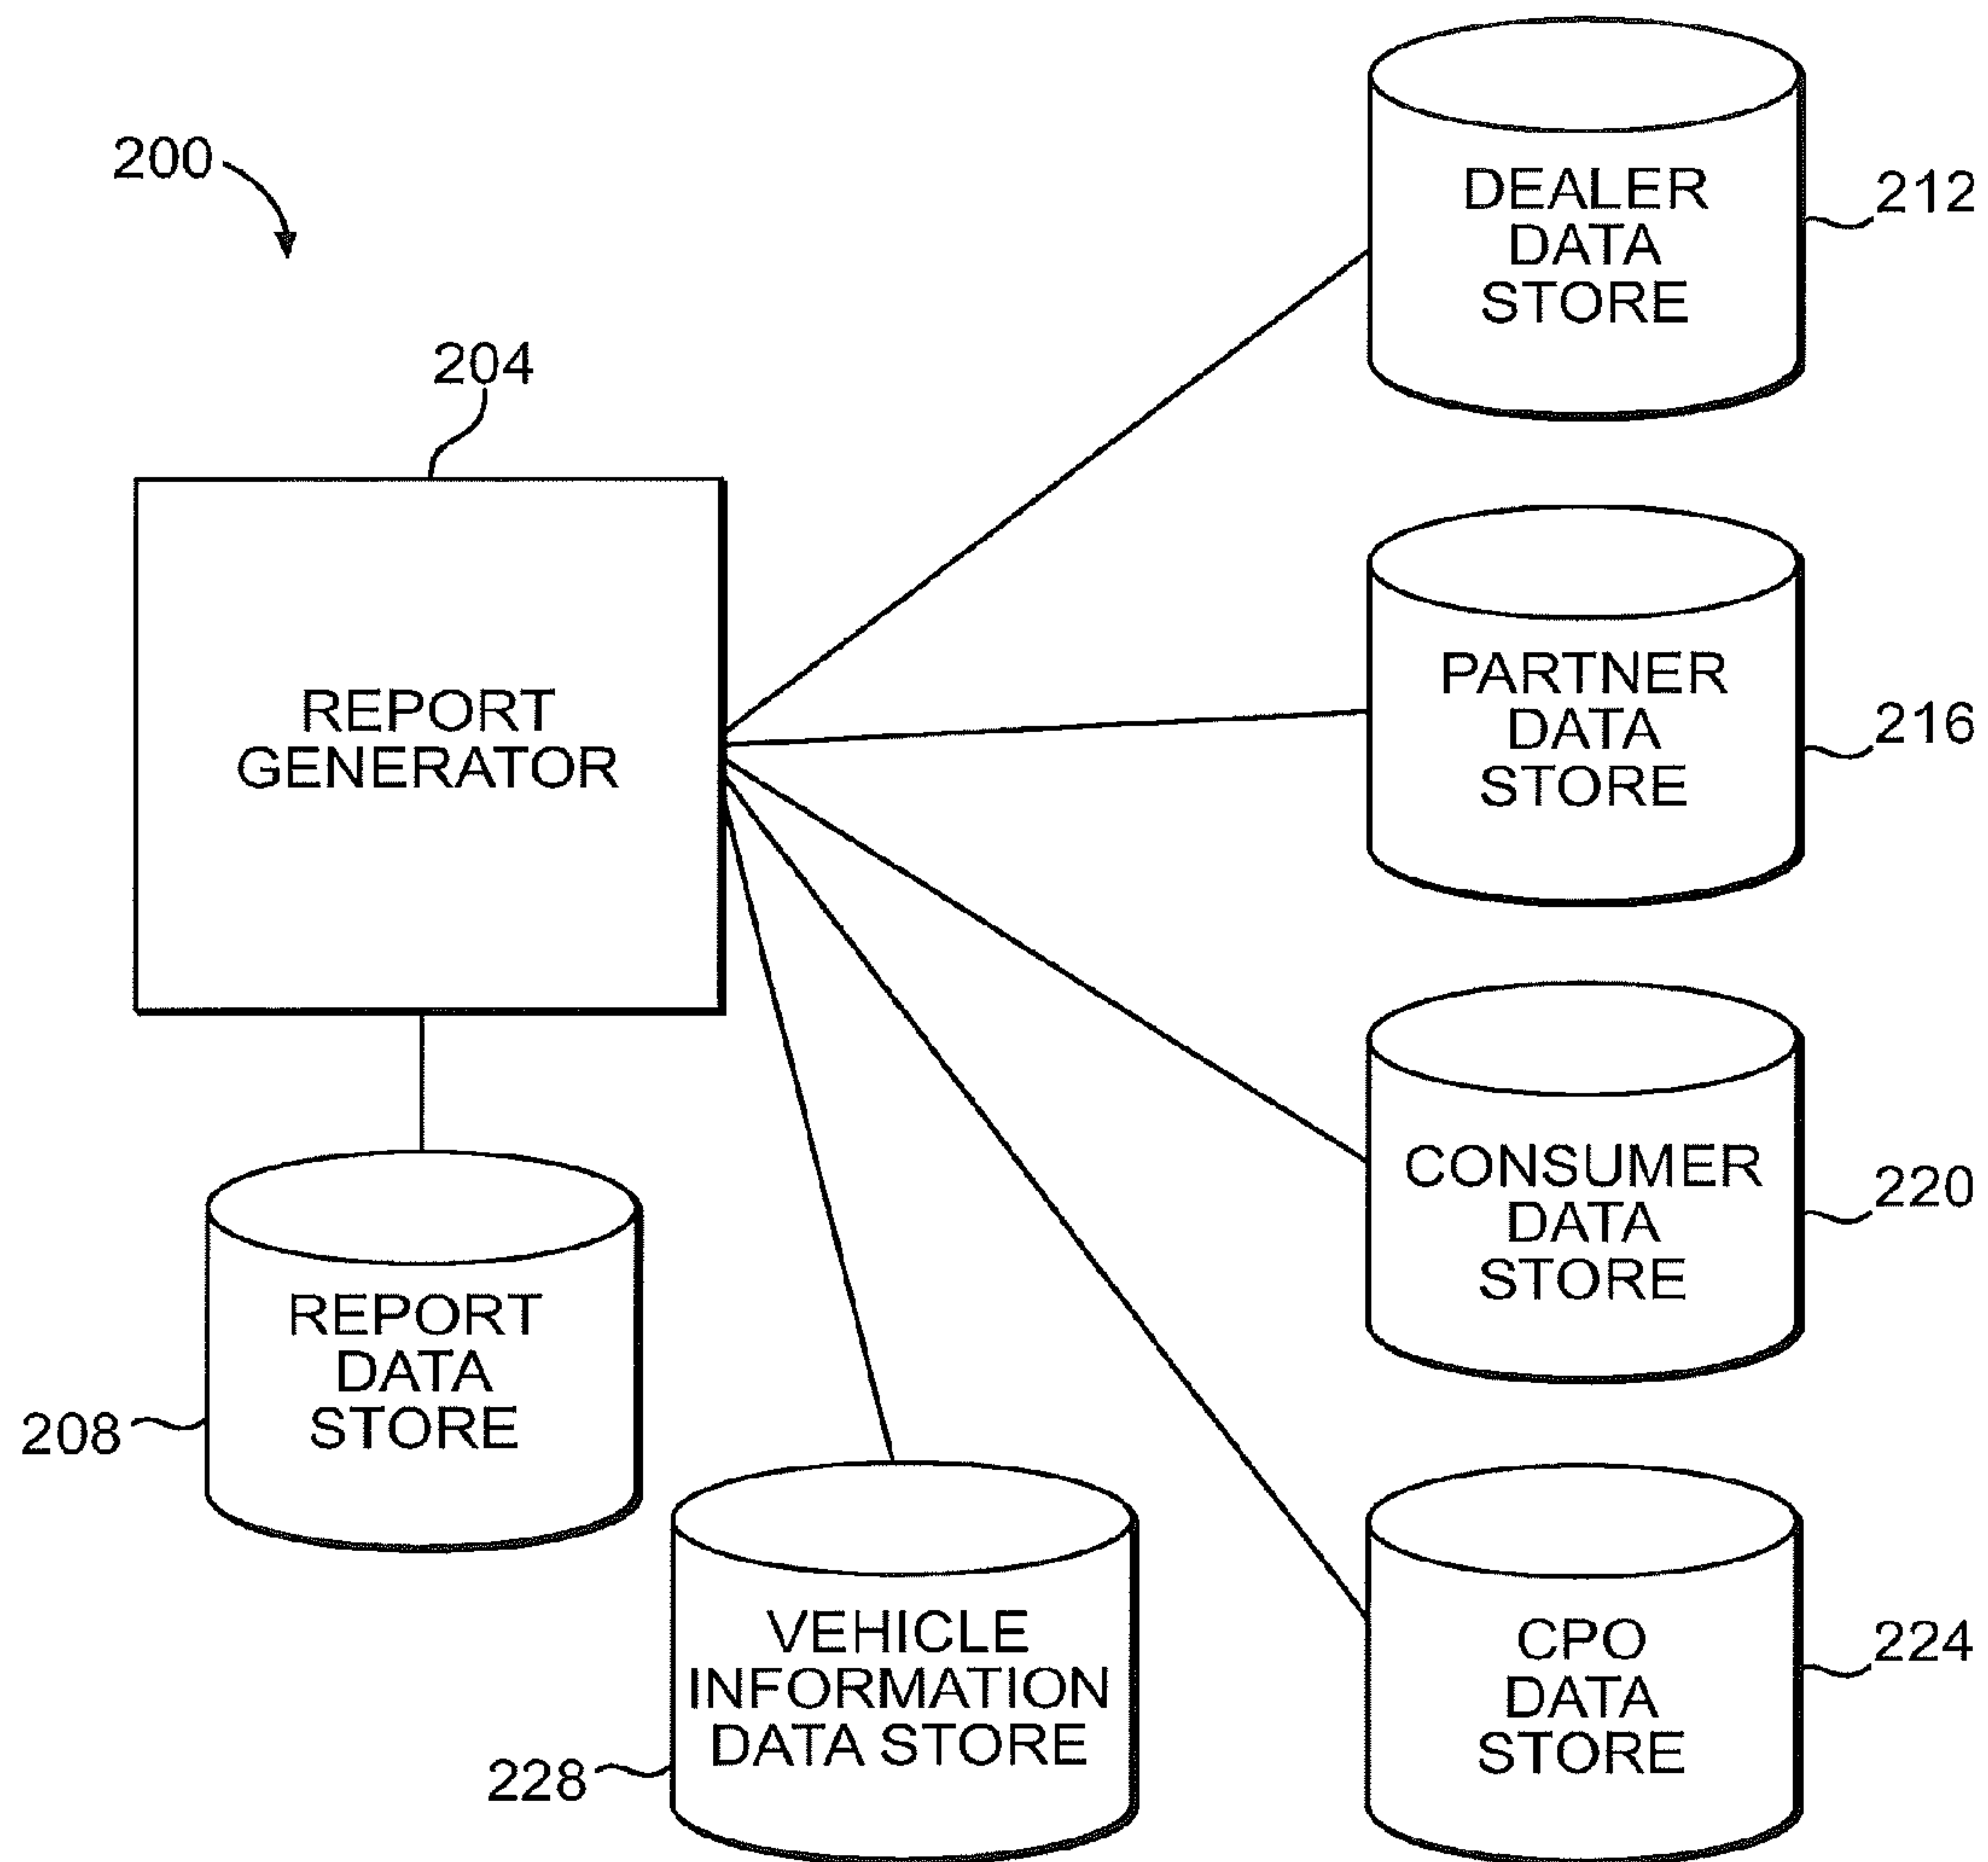 200
204
REPORT
GENERATOR
DEALER
DATA
STORE
212
PARTNER
DATA
STORE
216
CONSUMER
DATA
STORE
220
REPORT
DATA
STORE
208
VEHICLE
INFORMATION
DATA STORE
228
CPO
DATA
STORE
224